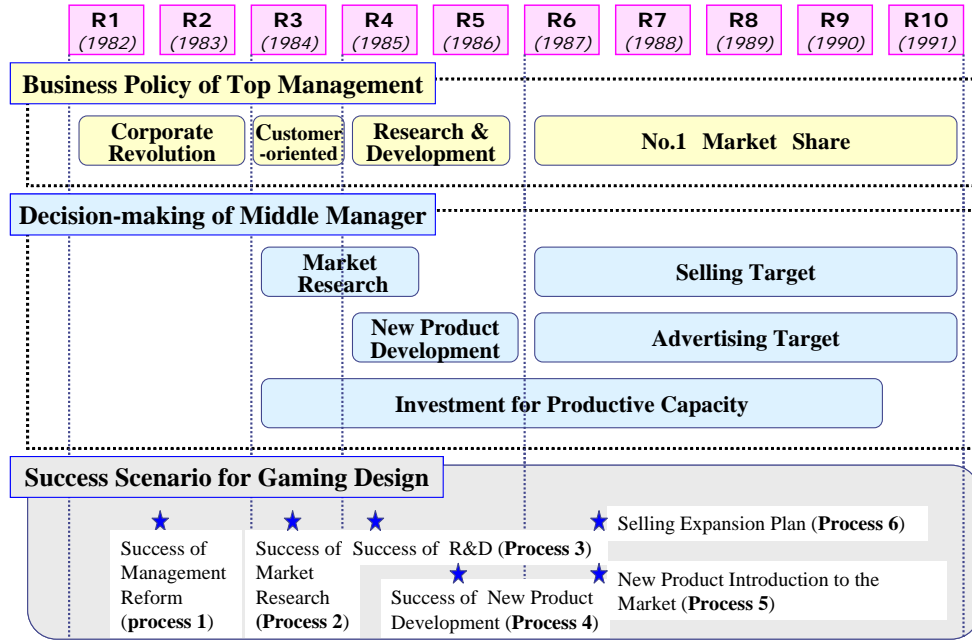 R1 R2 R3 R4 R5 R6 R7 R8 R9 R10
(1982) (1983) (1984) (1985) (1986) (1987) (1988) (1989) (1990) (1991)
Business Policy of Top Management
Corporate
Revolution
Customer
-oriented
Research &
Development
No.1 Market Share
Decision-making of Middle Manager
Market
Research
Selling Target
New Product
Development
Advertising Target
Investment for Productive Capacity
Success Scenario for Gaming Design
Success of
Management
Reform
(process 1)
Success of
Market
Research
(Process 2)
Success of R&D (Process 3)
Success of New Product
Development (Process 4)
Selling Expansion Plan (Process 6)
New Product Introduction to the
Market (Process 5)